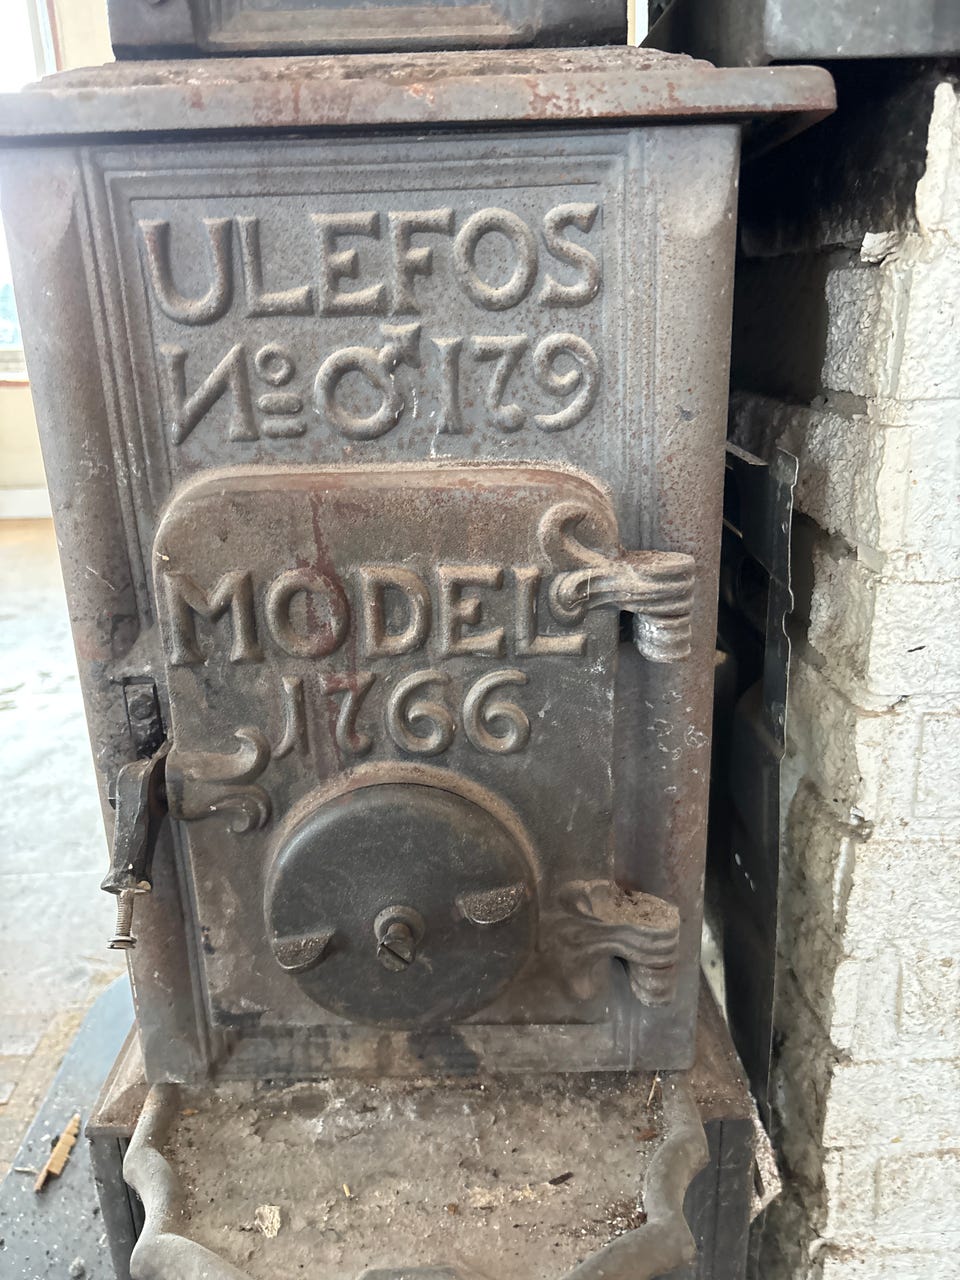 ULEFOS
No ♂ 179
MODEL
1766